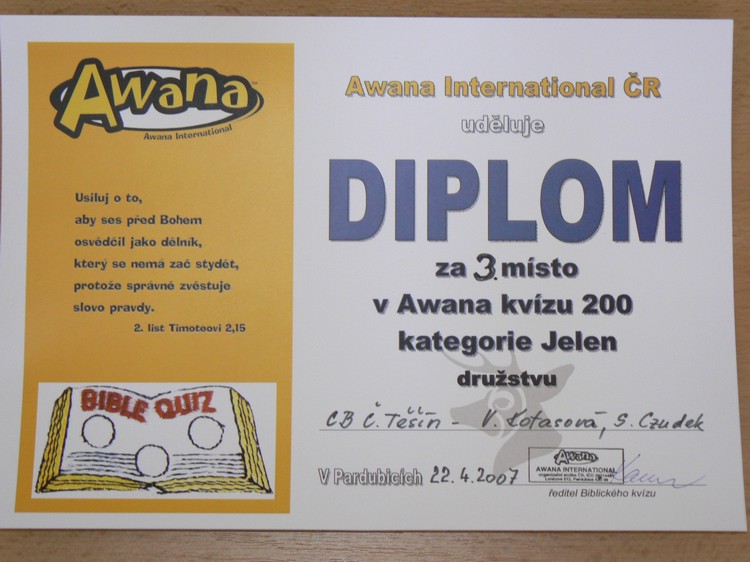 Awana
Awana International
Usiluj o to,
aby ses před Bohem
osvědčil jako dělník,
který se nemá zač stydět,
protože správně zvěstuje
slovo pravdy.
2. list Timoteovi 2,15
BIBLE QUIZ
Awana International ČR
uděluje
DIPLOM
za 3. místo
v Awana kvízu 200
kategorie Jelen
družstvu
CB Č. Těšín - V. Kotasová, S. Czudek
V Pardubicích 22.4.2007
Awana
AWANA INTERNATIONAL
ředitel Biblického kvízu